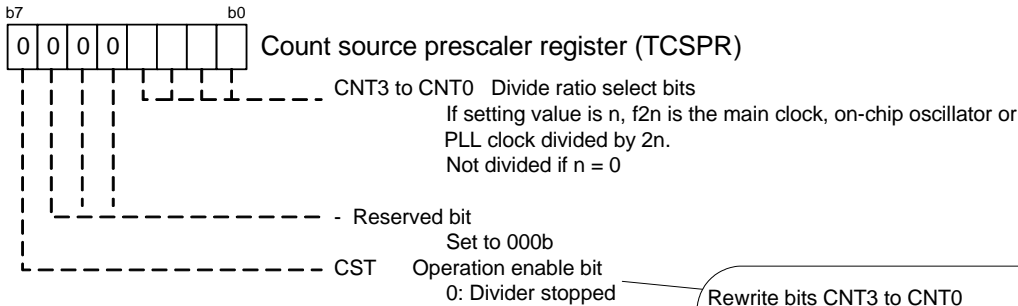 b7 b0
0 0 0 0 Count source prescaler register (TCSPR)
CNT3 to CNT0 Divide ratio select bits
If setting value is n, f2n is the main clock, on-chip oscillator or
PLL clock divided by 2n.
Not divided if n = 0
- Reserved bit
Set to 000b
CST Operation enable bit
0: Divider stopped
Rewrite bits CNT3 to CNT0